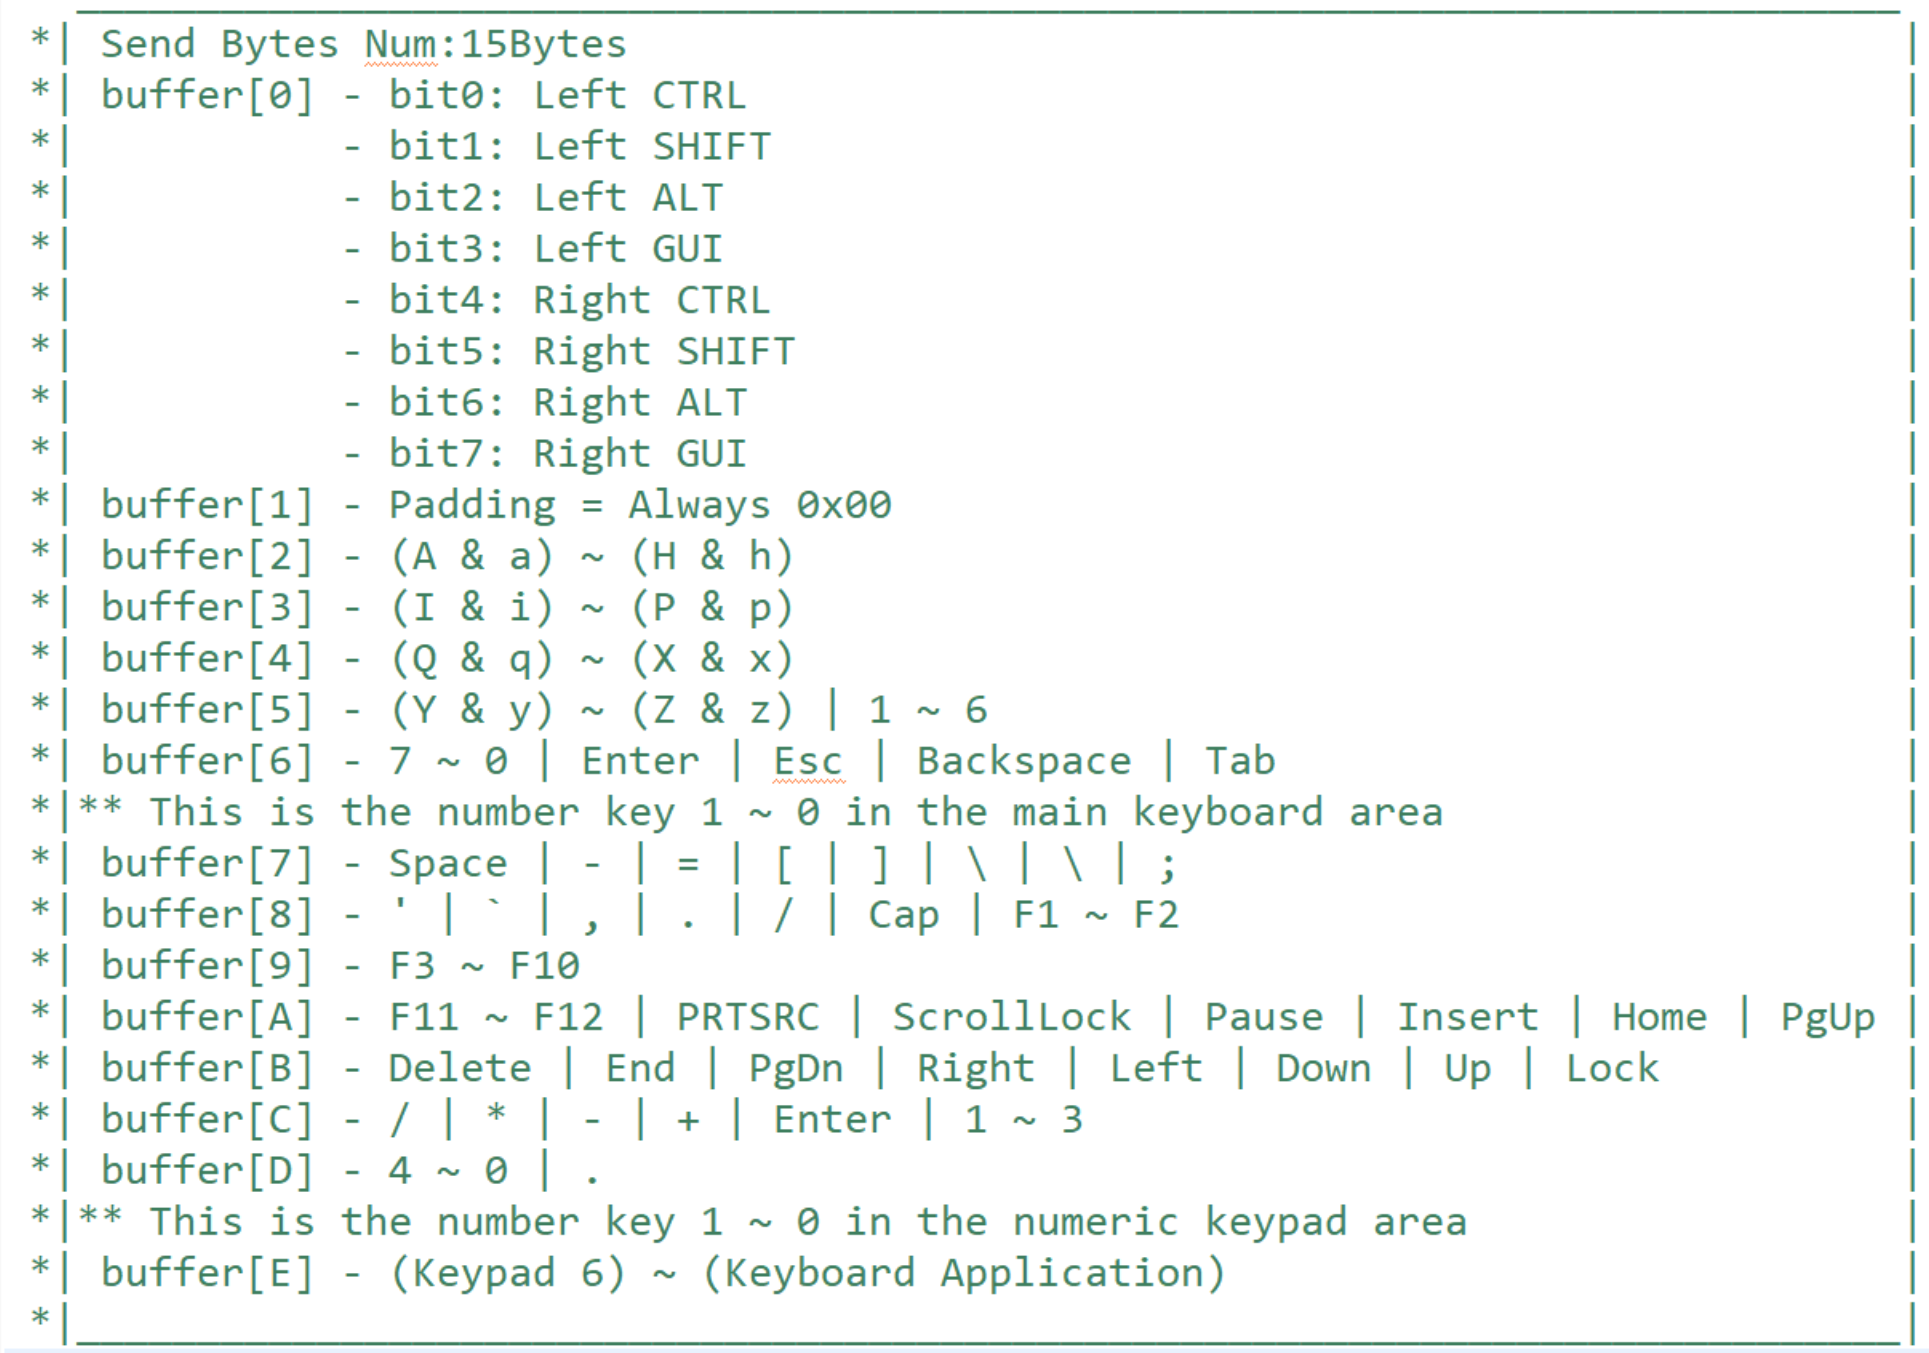 *| Send Bytes Num:15Bytes |
*| buffer[0] - bit0: Left CTRL |
*| - bit1: Left SHIFT |
*| - bit2: Left ALT |
*| - bit3: Left GUI |
*| - bit4: Right CTRL |
*| - bit5: Right SHIFT |
*| - bit6: Right ALT |
*| - bit7: Right GUI |
*| buffer[1] - Padding = Always 0x00 |
*| buffer[2] - (A & a) ~ (H & h) |
*| buffer[3] - (I & i) ~ (P & p) |
*| buffer[4] - (Q & q) ~ (X & x) |
*| buffer[5] - (Y & y) ~ (Z & z) | 1 ~ 6 |
*| buffer[6] - 7 ~ 0 | Enter | Esc | Backspace | Tab |
*|** This is the number key 1 ~ 0 in the main keyboard area |
*| buffer[7] - Space | - | = | [ | ] | \ | \ | ; |
*| buffer[8] - ' | ` | , | . | / | Cap | F1 ~ F2 |
*| buffer[9] - F3 ~ F10 |
*| buffer[A] - F11 ~ F12 | PRTSRC | ScrollLock | Pause | Insert | Home | PgUp |
*| buffer[B] - Delete | End | PgDn | Right | Left | Down | Up | Lock |
*| buffer[C] - / | * | - | + | Enter | 1 ~ 3 |
*| buffer[D] - 4 ~ 0 | . |
*|** This is the number key 1 ~ 0 in the numeric keypad area |
*| buffer[E] - (Keypad 6) ~ (Keyboard Application) |
*| |